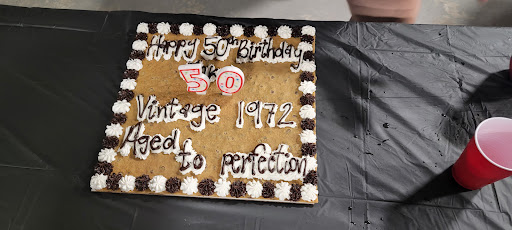 Happy 50th Birthday
50
Vintage 1972
Aged
to perfection